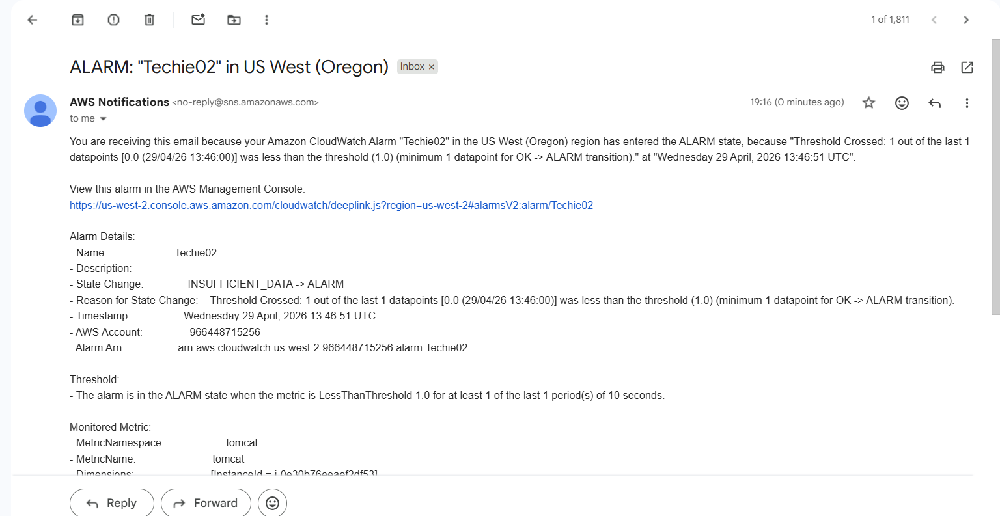 1 of 1,811
ALARM: "Techie02" in US West (Oregon) Inbox ×
AWS Notifications <no-reply@sns.amazonaws.com> 19:16 (0 minutes ago)
to me
You are receiving this email because your Amazon CloudWatch Alarm "Techie02" in the US West (Oregon) region has entered the ALARM state, because "Threshold Crossed: 1 out of the last 1
datapoints [0.0 (29/04/26 13:46:00)] was less than the threshold (1.0) (minimum 1 datapoint for OK -> ALARM transition)." at "Wednesday 29 April, 2026 13:46:51 UTC".
View this alarm in the AWS Management Console:
https://us-west-2.console.aws.amazon.com/cloudwatch/deeplink.js?region=us-west-2#alarmsV2:alarm/Techie02
Alarm Details:
- Name: Techie02
- Description:
- State Change: INSUFFICIENT_DATA -> ALARM
- Reason for State Change: Threshold Crossed: 1 out of the last 1 datapoints [0.0 (29/04/26 13:46:00)] was less than the threshold (1.0) (minimum 1 datapoint for OK -> ALARM transition).
- Timestamp: Wednesday 29 April, 2026 13:46:51 UTC
- AWS Account: 966448715256
- Alarm Arn: arn:aws:cloudwatch:us-west-2:966448715256:alarm:Techie02
Threshold:
- The alarm is in the ALARM state when the metric is LessThanThreshold 1.0 for at least 1 of the last 1 period(s) of 10 seconds.
Monitored Metric:
- MetricNamespace: tomcat
- MetricName: tomcat
- Dimensions: [InstanceId =
Reply Forward